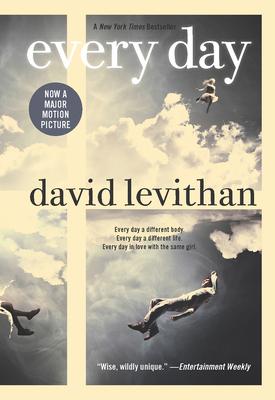 A New York Times Bestseller
every day
NOW A
MAJOR
MOTION
PICTURE
david levithan
Every day a different body.
Every day a different life.
Every day in love with the same girl.
“Wise, wildly unique.” —Entertainment Weekly